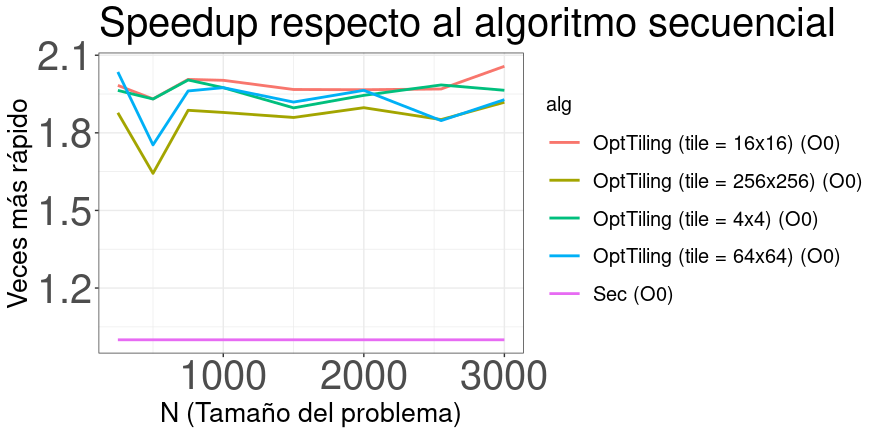 Speedup respecto al algoritmo secuencial
2.1
1.8
1.5
1.2
Veces más rápido
1000 2000 3000
N (Tamaño del problema)
alg
OptTiling (tile = 16x16) (O0)
OptTiling (tile = 256x256) (O0)
OptTiling (tile = 4x4) (O0)
OptTiling (tile = 64x64) (O0)
Sec (O0)